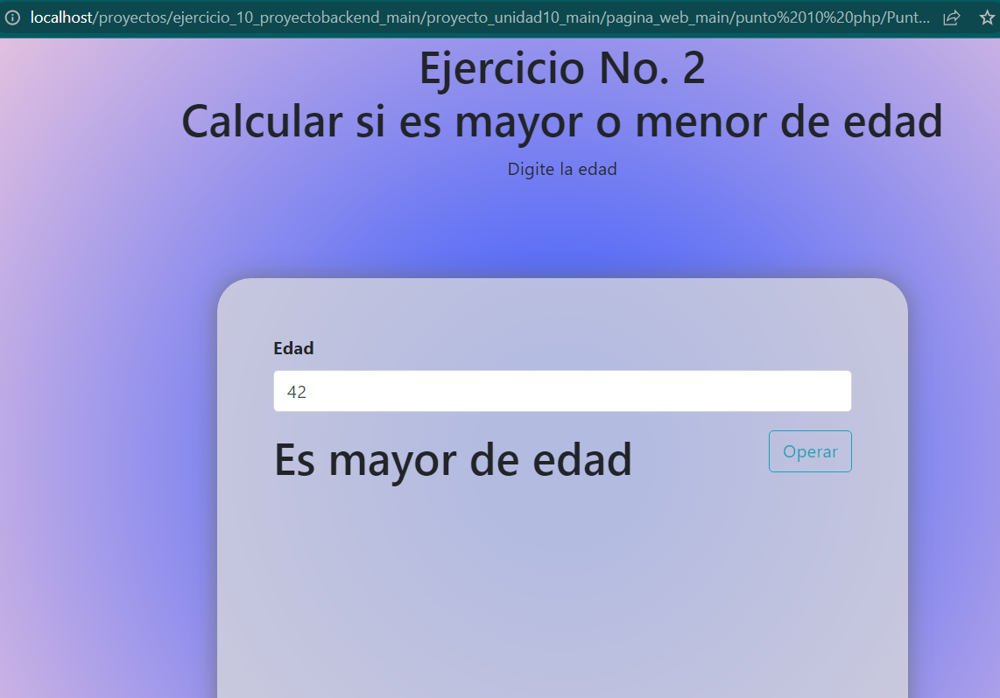 localhost/proyectos/ejercicio_10_proyectobackend_main/proyecto_unidad10_main/pagina_web_main/punto%2010%20php/Punt...
Ejercicio No. 2
Calcular si es mayor o menor de edad
Digite la edad
Edad
42
Es mayor de edad
Operar